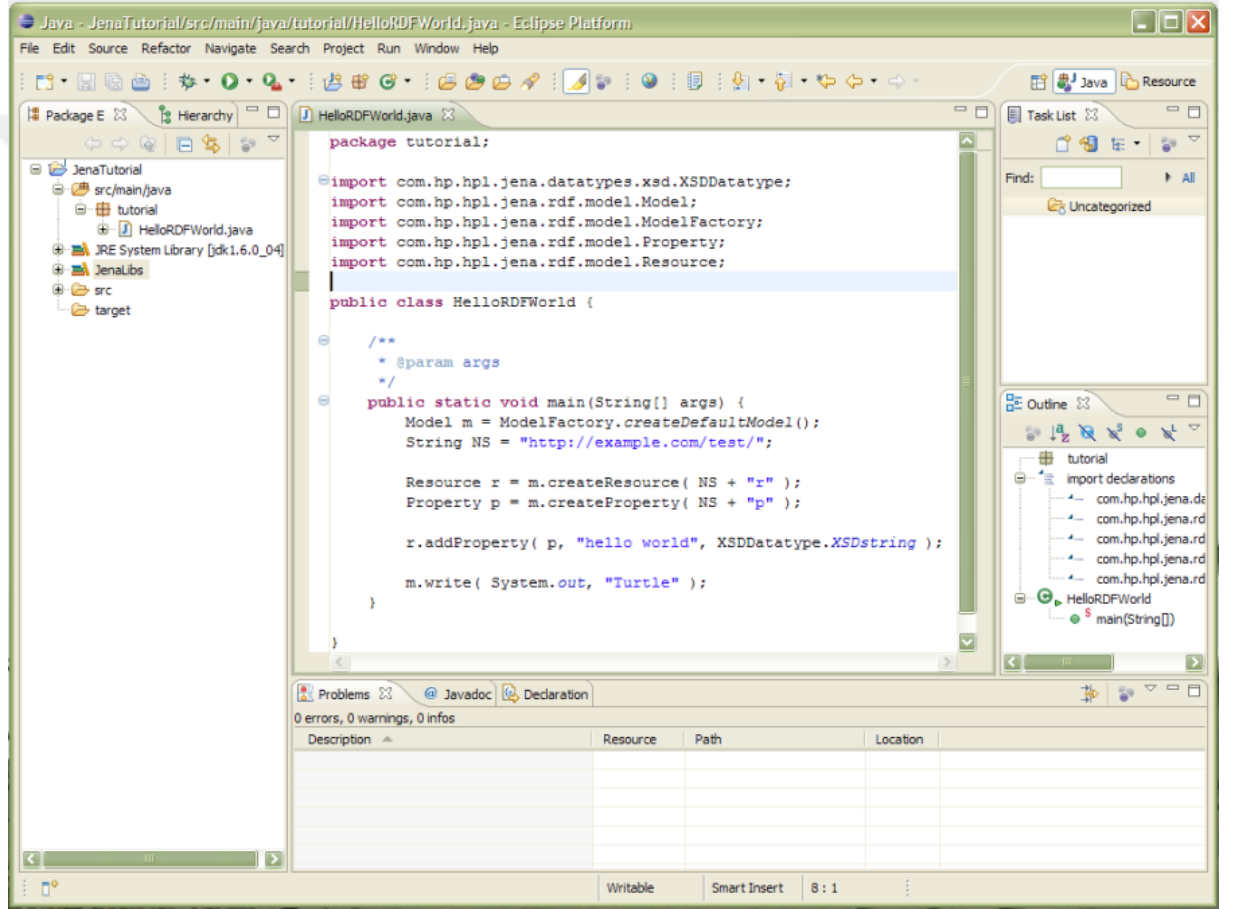 Java - JenaTutorial/src/main/java/tutorial/HelloRDFWorld.java - Eclipse Platform
File Edit Source Refactor Navigate Search Project Run Window Help
Java Resource
Package E Hierarchy
JenaTutorial
src/main/java
tutorial
HelloRDFWorld.java
JRE System Library [jdk1.6.0_04]
JenaLibs
src
target
HelloRDFWorld.java
package tutorial;
import com.hp.hpl.jena.datatypes.xsd.XSDDatatype;
import com.hp.hpl.jena.rdf.model.Model;
import com.hp.hpl.jena.rdf.model.ModelFactory;
import com.hp.hpl.jena.rdf.model.Property;
import com.hp.hpl.jena.rdf.model.Resource;
public class HelloRDFWorld {
/**
* @param args
*/
public static void main(String[] args) {
Model m = ModelFactory.createDefaultModel();
String NS = "http://example.com/test/";
Resource r = m.createResource( NS + "r" );
Property p = m.createProperty( NS + "p" );
r.addProperty( p, "hello world", XSDDatatype.XSDstring );
m.write( System.out, "Turtle" );
}
}
Task List
Find: All
Uncategorized
Outline
tutorial
import declarations
com.hp.hpl.jena.da
com.hp.hpl.jena.rd
com.hp.hpl.jena.rd
com.hp.hpl.jena.rd
com.hp.hpl.jena.rd
HelloRDFWorld
main(String[])
Problems @ Javadoc Declaration
0 errors, 0 warnings, 0 infos
Description Resource Path Location
Writable Smart Insert 8 : 1